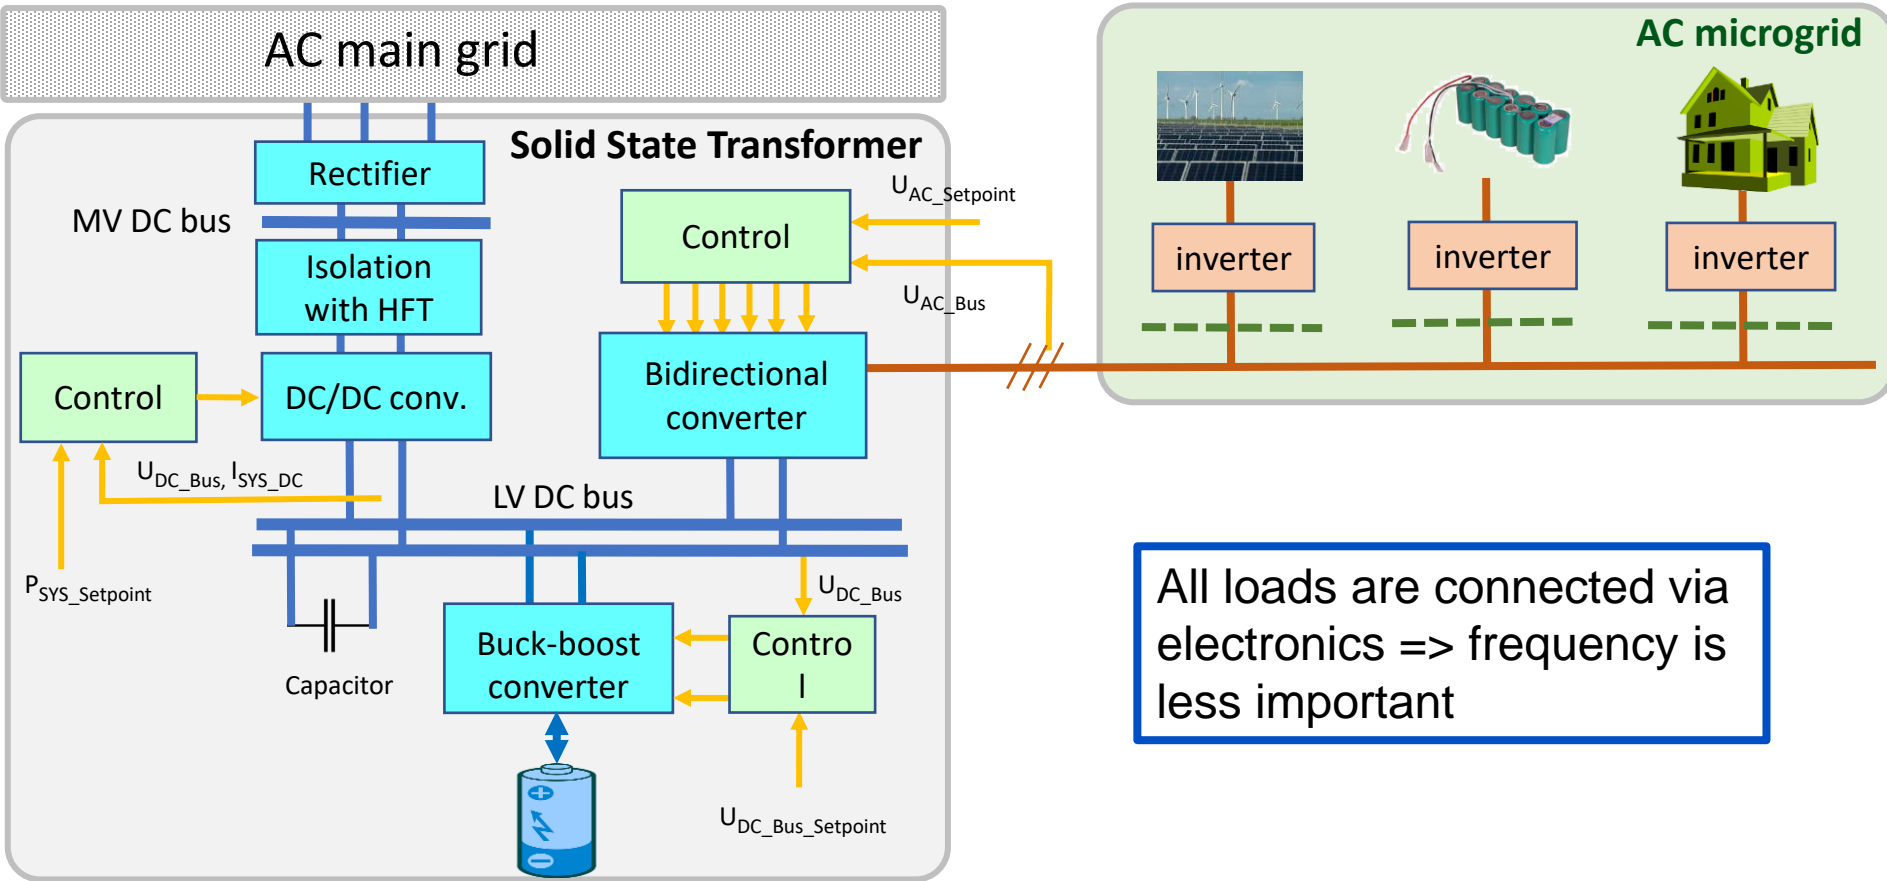 AC main grid
AC microgrid
Solid State Transformer
Rectifier
U_AC_Setpoint
MV DC bus
Control
Isolation
with HFT
inverter
inverter
inverter
U_AC_Bus
Control
DC/DC conv.
Bidirectional
converter
U_DC_Bus, I_SYS_DC
LV DC bus
P_SYS_Setpoint
U_DC_Bus
Capacitor
Buck-boost
converter
Contro
l
U_DC_Bus_Setpoint
All loads are connected via
electronics => frequency is
less important